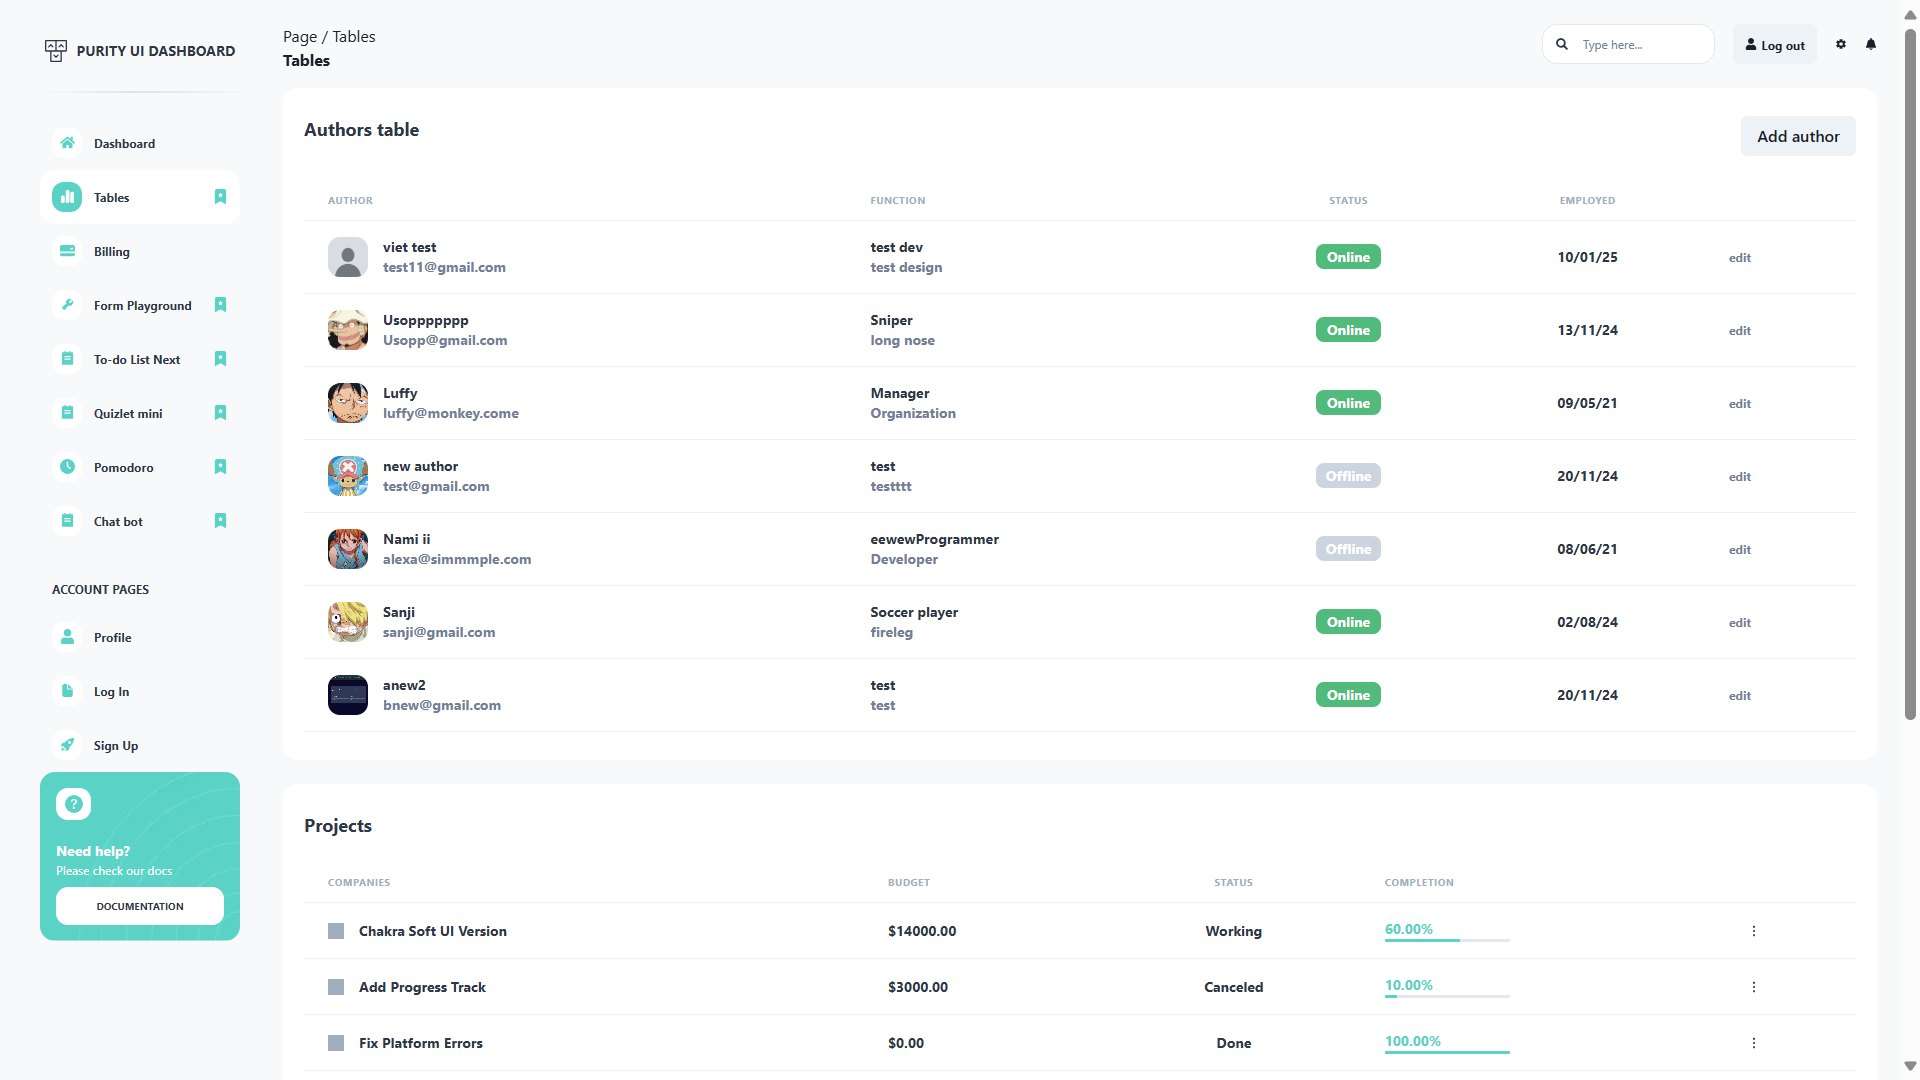 PURITY UI DASHBOARD
Dashboard
Tables
Billing
Form Playground
To-do List Next
Quizlet mini
Pomodoro
Chat bot
ACCOUNT PAGES
Profile
Log In
Sign Up
?
Need help?
Please check our docs
DOCUMENTATION
Page / Tables
Tables
Type here...
Log out
Authors table
Add author
AUTHOR FUNCTION STATUS EMPLOYED
viet test test dev Online 10/01/25 edit
test11@gmail.com test design
Usoppppppp Sniper Online 13/11/24 edit
Usopp@gmail.com long nose
Luffy Manager Online 09/05/21 edit
luffy@monkey.come Organization
new author test Offline 20/11/24 edit
test@gmail.com testttt
Nami ii eewewProgrammer Offline 08/06/21 edit
alexa@simmmple.com Developer
Sanji Soccer player Online 02/08/24 edit
sanji@gmail.com fireleg
anew2 test Online 20/11/24 edit
bnew@gmail.com test
Projects
COMPANIES BUDGET STATUS COMPLETION
Chakra Soft UI Version $14000.00 Working 60.00%
Add Progress Track $3000.00 Canceled 10.00%
Fix Platform Errors $0.00 Done 100.00%